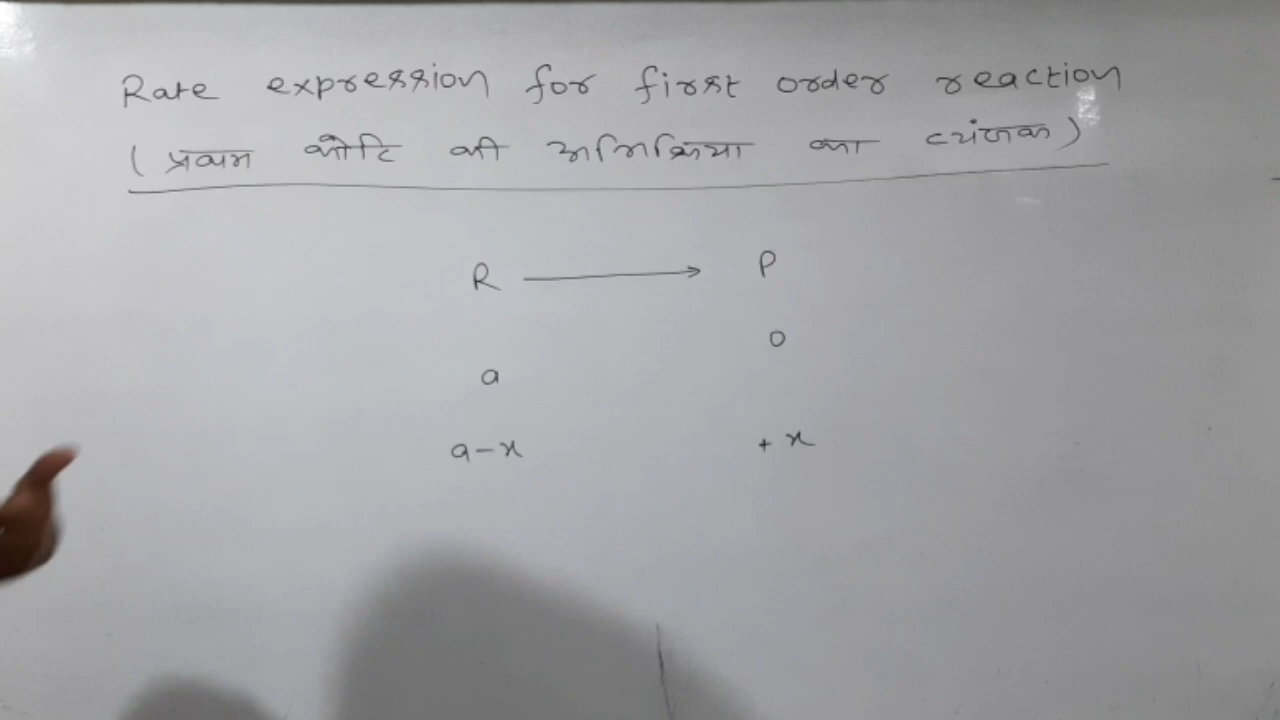 Rate expression for first order reaction
(प्रथम कोटि की अभिक्रिया का व्यंजक)
R ⟶ P
a 0
a-x +x